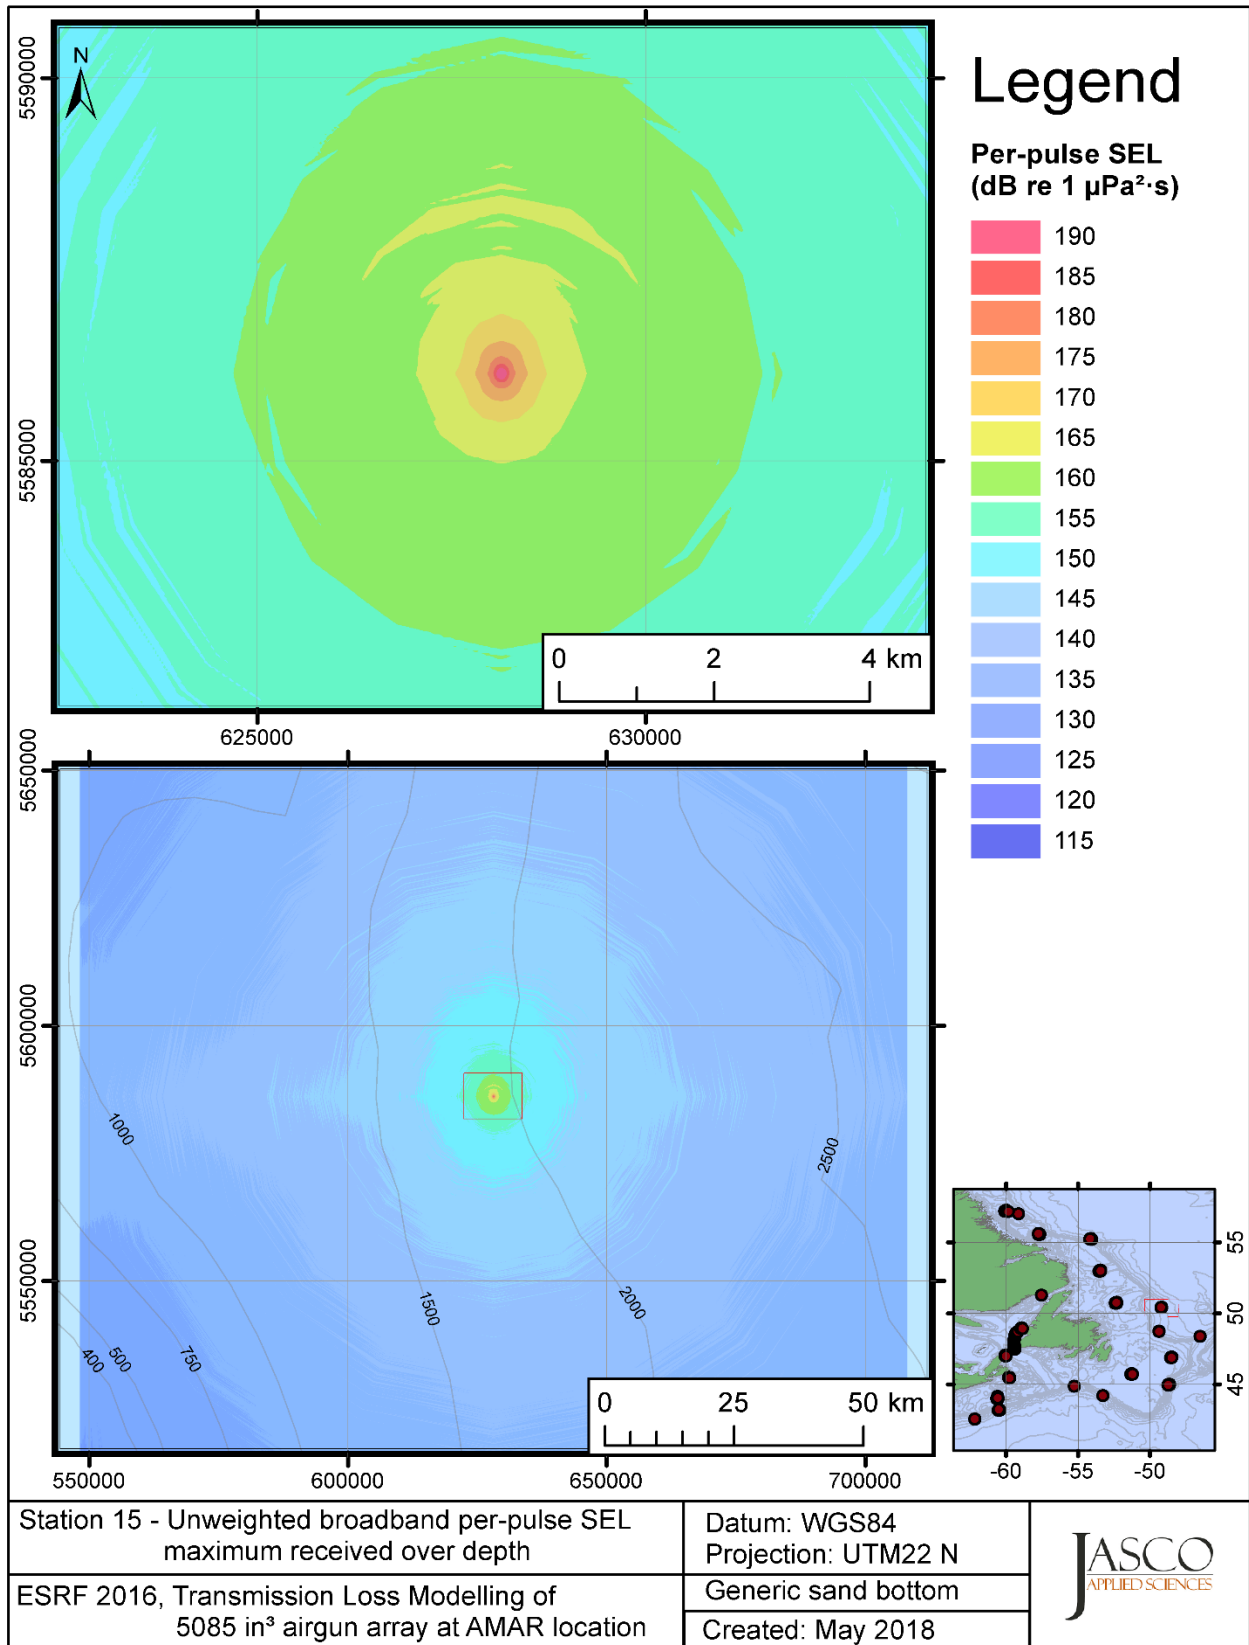 N
5590000
5585000
0 2 4 km
625000 630000
Legend
Per-pulse SEL
(dB re 1 µPa²·s)
190
185
180
175
170
165
160
155
150
145
140
135
130
125
120
115
5650000
5600000
5550000
1000
2500
1500
2000
750
500
400
0 25 50 km
550000 600000 650000 700000
55
50
45
-60 -55 -50
Station 15 - Unweighted broadband per-pulse SEL
maximum received over depth
ESRF 2016, Transmission Loss Modelling of
5085 in³ airgun array at AMAR location
Datum: WGS84
Projection: UTM22 N
Generic sand bottom
Created: May 2018
JASCO
APPLIED SCIENCES